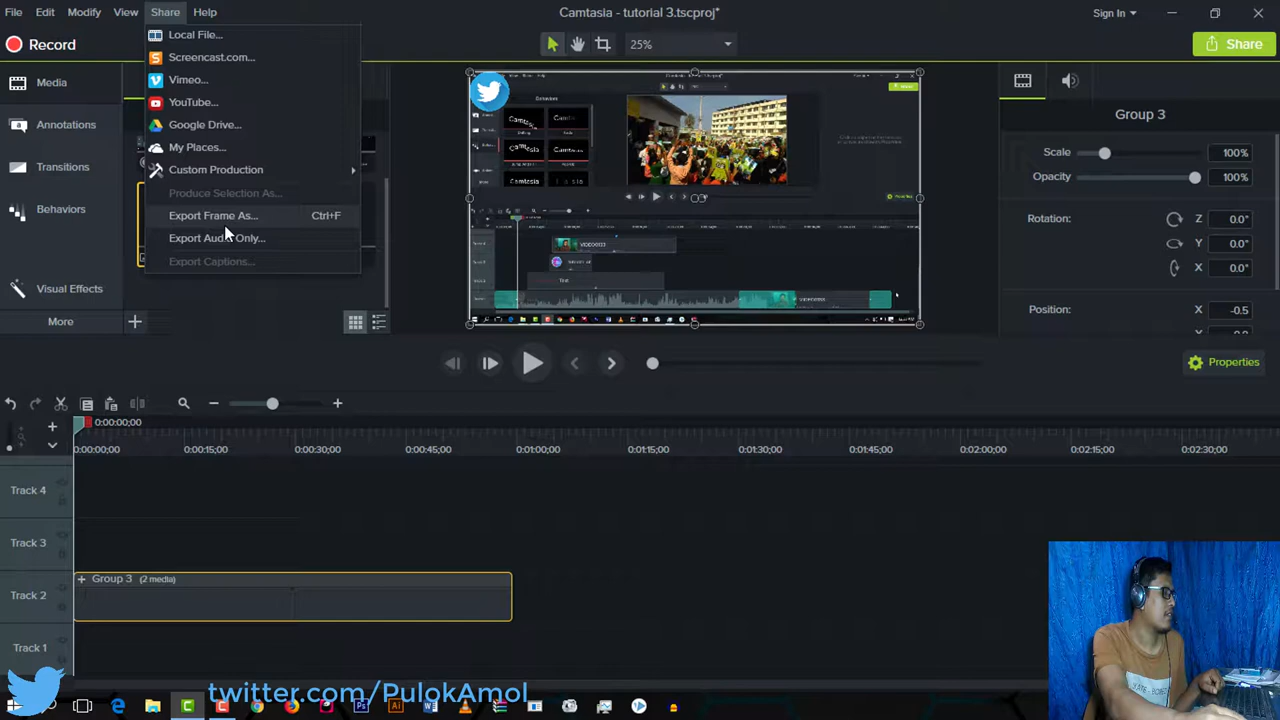 File Edit Modify View Share Help
Camtasia - tutorial 3.tscproj*
Sign In
Record
25%
Share
Local File...
Screencast.com...
Vimeo...
YouTube...
Google Drive...
My Places...
Custom Production
Produce Selection As...
Export Frame As... Ctrl+F
Export Audio Only...
Export Captions...
Media
Annotations
Transitions
Behaviors
Visual Effects
More
Group 3
Scale 100%
Opacity 100%
Rotation: Z 0.0°
Y 0.0°
X 0.0°
Position: X -0.5
Properties
0:00:00;00
0:00:00;00 0:00:15;00 0:00:30;00 0:00:45;00 0:01:00;00 0:01:15;00 0:01:30;00 0:01:45;00 0:02:00;00 0:02:15;00 0:02:30;00
Track 4
Track 3
Group 3 (2 media)
Track 2
Track 1
twitter.com/PulokAmol